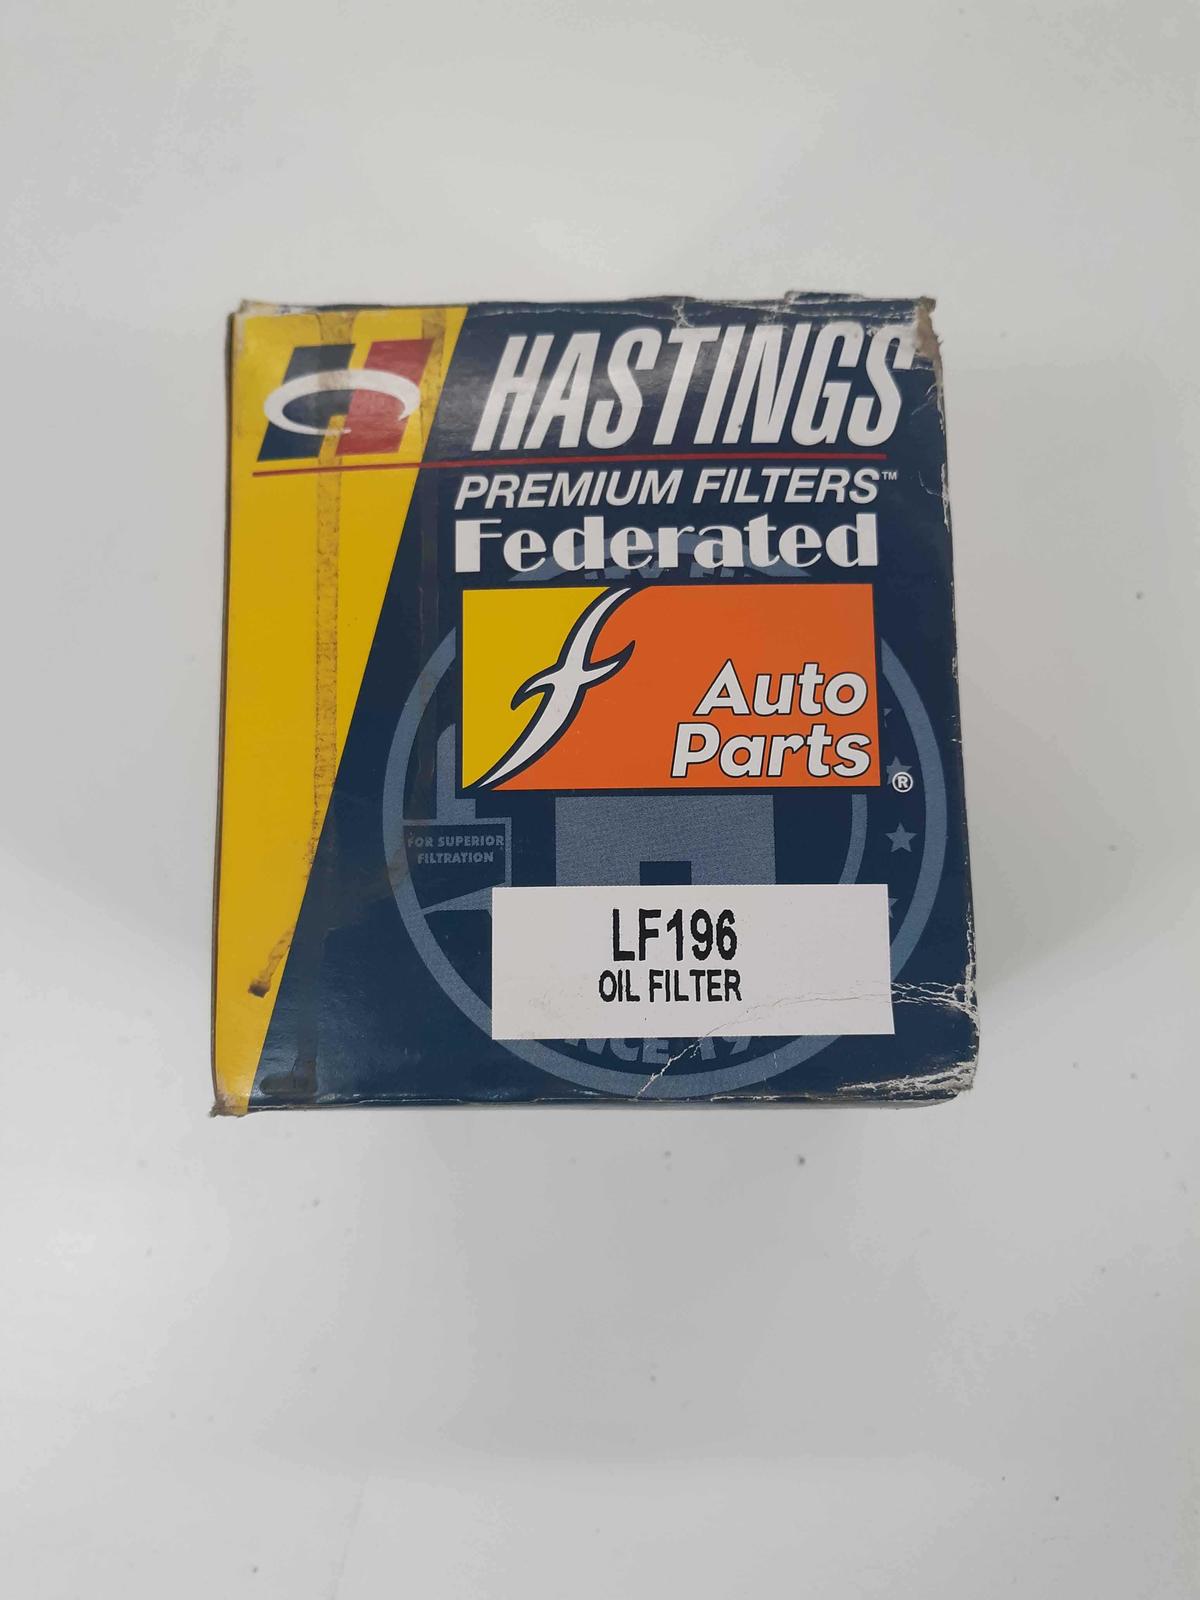 HASTINGS
PREMIUM FILTERS™
Federated
Auto
Parts
®
FOR SUPERIOR
FILTRATION
LF196
OIL FILTER